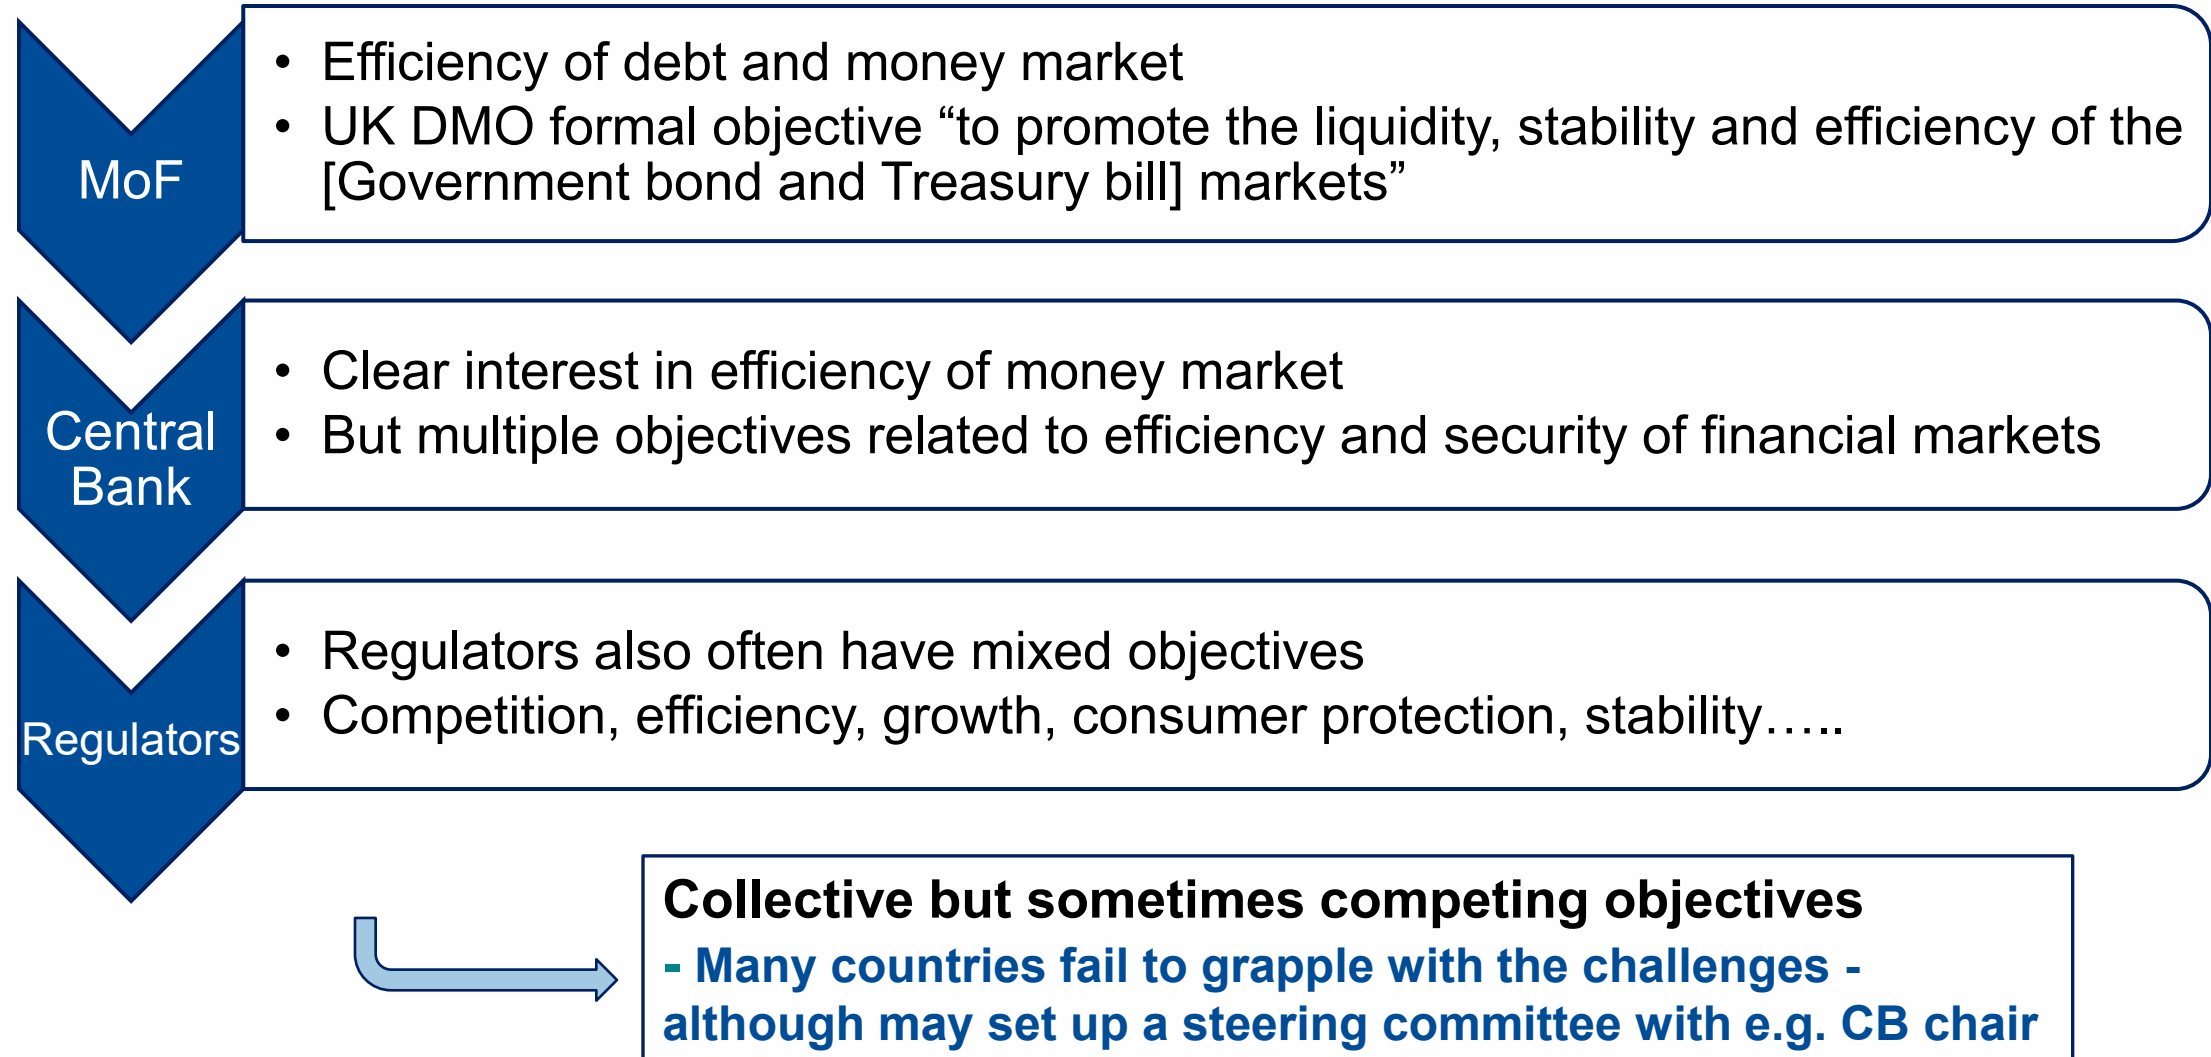 MoF
• Efficiency of debt and money market
• UK DMO formal objective “to promote the liquidity, stability and efficiency of the
[Government bond and Treasury bill] markets”
Central
Bank
• Clear interest in efficiency of money market
• But multiple objectives related to efficiency and security of financial markets
Regulators
• Regulators also often have mixed objectives
• Competition, efficiency, growth, consumer protection, stability…..
Collective but sometimes competing objectives
- Many countries fail to grapple with the challenges -
although may set up a steering committee with e.g. CB chair